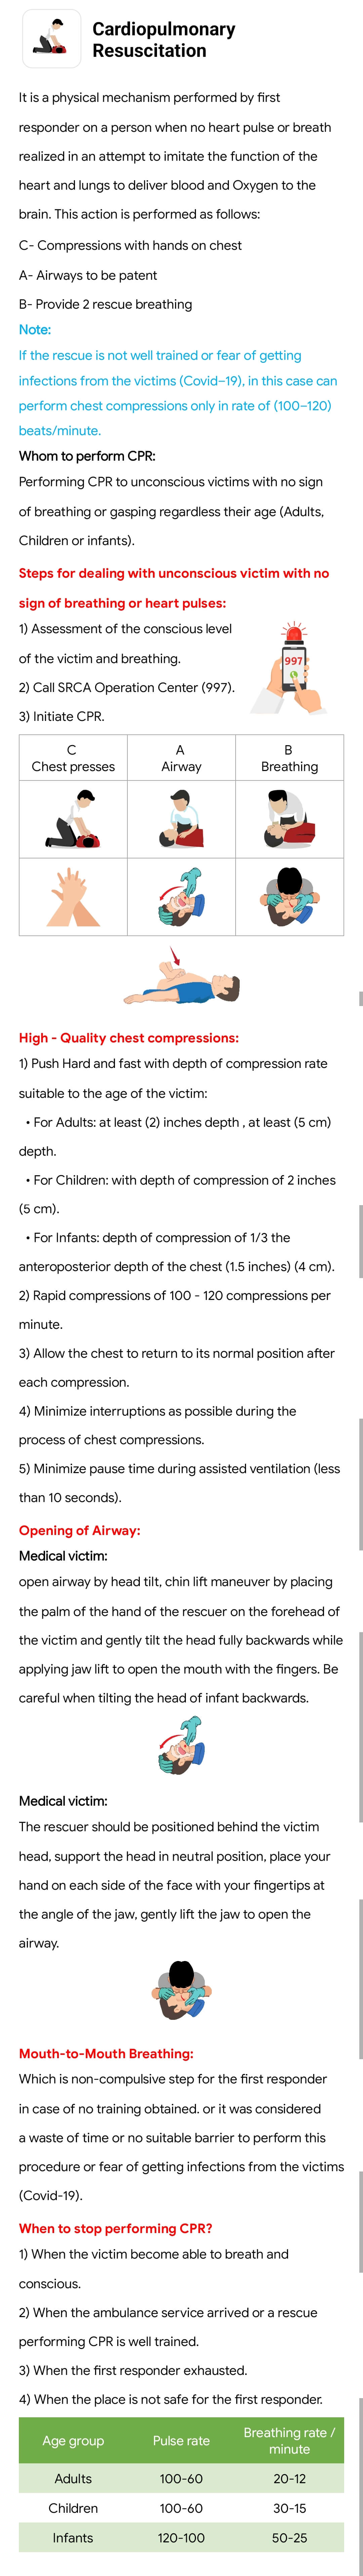 Cardiopulmonary
Resuscitation
It is a physical mechanism performed by first
responder on a person when no heart pulse or breath
realized in an attempt to imitate the function of the
heart and lungs to deliver blood and Oxygen to the
brain. This action is performed as follows:
C- Compressions with hands on chest
A- Airways to be patent
B- Provide 2 rescue breathing
Note:
If the rescue is not well trained or fear of getting
infections from the victims (Covid-19), in this case can
perform chest compressions only in rate of (100-120)
beats/minute.
Whom to perform CPR:
Performing CPR to unconscious victims with no sign
of breathing or gasping regardless their age (Adults,
Children or infants).
Steps for dealing with unconscious victim with no
sign of breathing or heart pulses:
1) Assessment of the conscious level
of the victim and breathing.
2) Call SRCA Operation Center (997).
3) Initiate CPR.
997
C
Chest presses
A
Airway
B
Breathing
High - Quality chest compressions:
1) Push Hard and fast with depth of compression rate
suitable to the age of the victim:
• For Adults: at least (2) inches depth , at least (5 cm)
depth.
• For Children: with depth of compression of 2 inches
(5 cm).
• For Infants: depth of compression of 1/3 the
anteroposterior depth of the chest (1.5 inches) (4 cm).
2) Rapid compressions of 100 - 120 compressions per
minute.
3) Allow the chest to return to its normal position after
each compression.
4) Minimize interruptions as possible during the
process of chest compressions.
5) Minimize pause time during assisted ventilation (less
than 10 seconds).
Opening of Airway:
Medical victim:
open airway by head tilt, chin lift maneuver by placing
the palm of the hand of the rescuer on the forehead of
the victim and gently tilt the head fully backwards while
applying jaw lift to open the mouth with the fingers. Be
careful when tilting the head of infant backwards.
Medical victim:
The rescuer should be positioned behind the victim
head, support the head in neutral position, place your
hand on each side of the face with your fingertips at
the angle of the jaw, gently lift the jaw to open the
airway.
Mouth-to-Mouth Breathing:
Which is non-compulsive step for the first responder
in case of no training obtained. or it was considered
a waste of time or no suitable barrier to perform this
procedure or fear of getting infections from the victims
(Covid-19).
When to stop performing CPR?
1) When the victim become able to breath and
conscious.
2) When the ambulance service arrived or a rescue
performing CPR is well trained.
3) When the first responder exhausted.
4) When the place is not safe for the first responder.
Age group Pulse rate Breathing rate / minute
Adults 100-60 20-12
Children 100-60 30-15
Infants 120-100 50-25